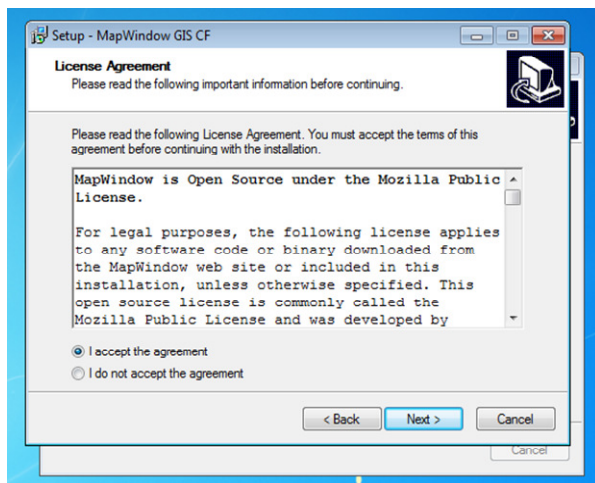 Setup - MapWindow GIS CF
License Agreement
Please read the following important information before continuing.
Please read the following License Agreement. You must accept the terms of this
agreement before continuing with the installation.
MapWindow is Open Source under the Mozilla Public
License.
For legal purposes, the following license applies
to any software code or binary downloaded from
the MapWindow web site or included in this
installation, unless otherwise specified. This
open source license is commonly called the
Mozilla Public License and was developed by
I accept the agreement
I do not accept the agreement
< Back Next > Cancel
Cancel